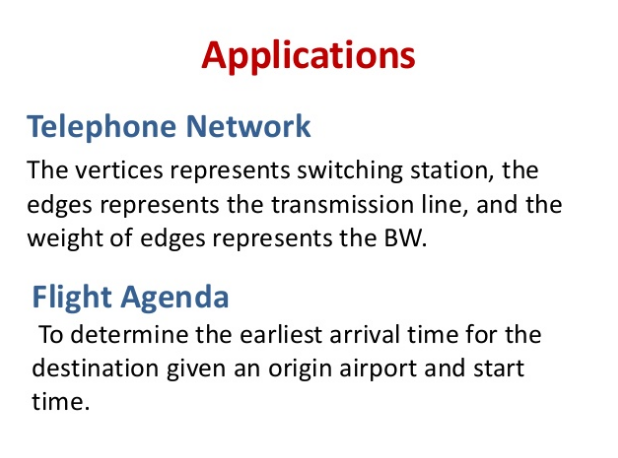 Applications
Telephone Network
The vertices represents switching station, the
edges represents the transmission line, and the
weight of edges represents the BW.
Flight Agenda
To determine the earliest arrival time for the
destination given an origin airport and start
time.